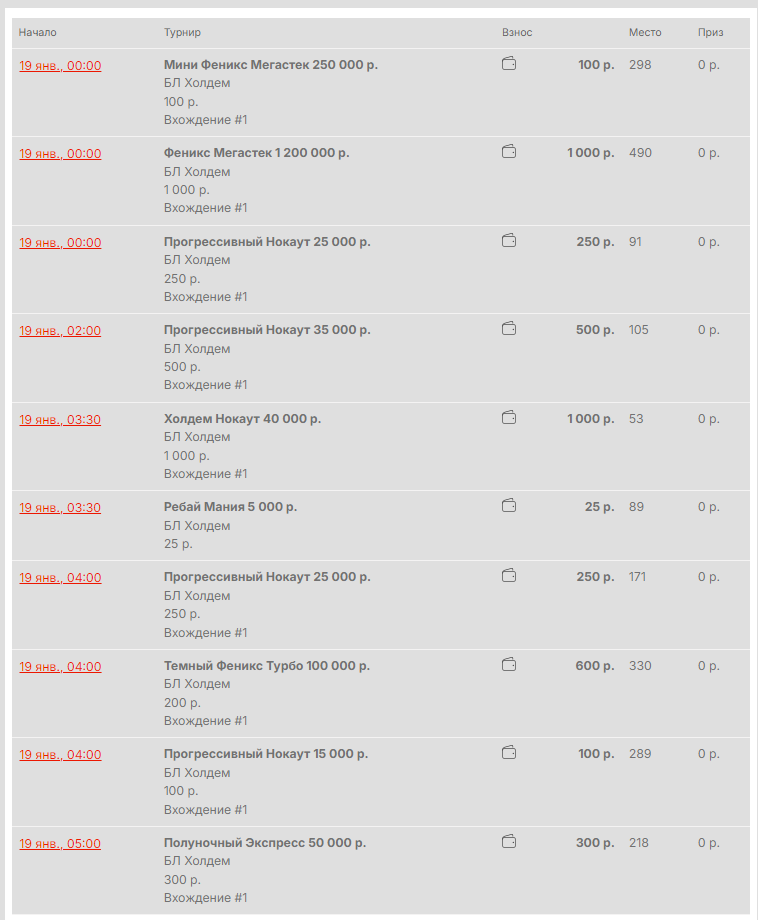 Начало Турнир Взнос Место Приз
19 янв., 00:00 Мини Феникс Мегастек 250 000 р. 100 р. 298 0 р.
БЛ Холдем
100 р.
Вхождение #1
19 янв., 00:00 Феникс Мегастек 1 200 000 р. 1 000 р. 490 0 р.
БЛ Холдем
1 000 р.
Вхождение #1
19 янв., 00:00 Прогрессивный Нокаут 25 000 р. 250 р. 91 0 р.
БЛ Холдем
250 р.
Вхождение #1
19 янв., 02:00 Прогрессивный Нокаут 35 000 р. 500 р. 105 0 р.
БЛ Холдем
500 р.
Вхождение #1
19 янв., 03:30 Холдем Нокаут 40 000 р. 1 000 р. 53 0 р.
БЛ Холдем
1 000 р.
Вхождение #1
19 янв., 03:30 Ребай Мания 5 000 р. 25 р. 89 0 р.
БЛ Холдем
25 р.
19 янв., 04:00 Прогрессивный Нокаут 25 000 р. 250 р. 171 0 р.
БЛ Холдем
250 р.
Вхождение #1
19 янв., 04:00 Темный Феникс Турбо 100 000 р. 600 р. 330 0 р.
БЛ Холдем
200 р.
Вхождение #1
19 янв., 04:00 Прогрессивный Нокаут 15 000 р. 100 р. 289 0 р.
БЛ Холдем
100 р.
Вхождение #1
19 янв., 05:00 Полуночный Экспресс 50 000 р. 300 р. 218 0 р.
БЛ Холдем
300 р.
Вхождение #1